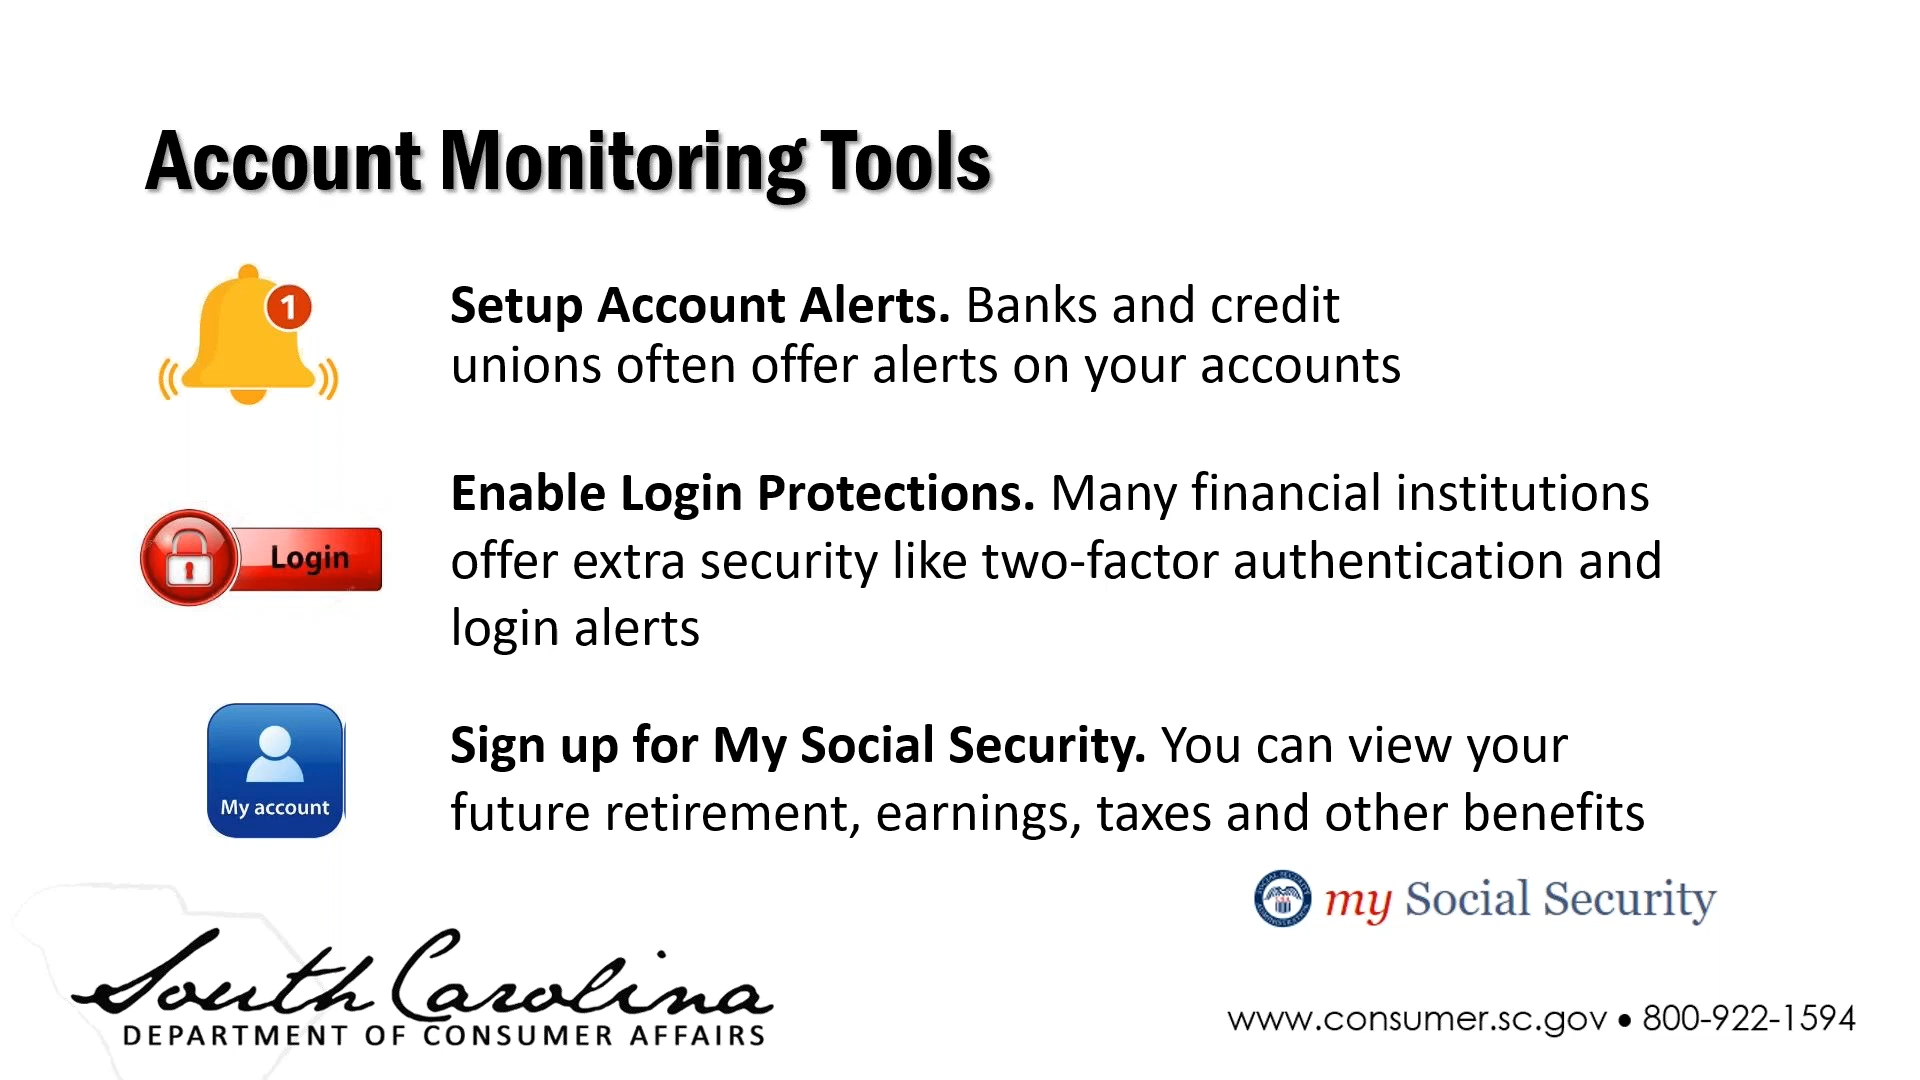 Account Monitoring Tools
1
Setup Account Alerts. Banks and credit
unions often offer alerts on your accounts
Login
Enable Login Protections. Many financial institutions
offer extra security like two-factor authentication and
login alerts
My account
Sign up for My Social Security. You can view your
future retirement, earnings, taxes and other benefits
my Social Security
South Carolina
DEPARTMENT OF CONSUMER AFFAIRS
www.consumer.sc.gov • 800-922-1594